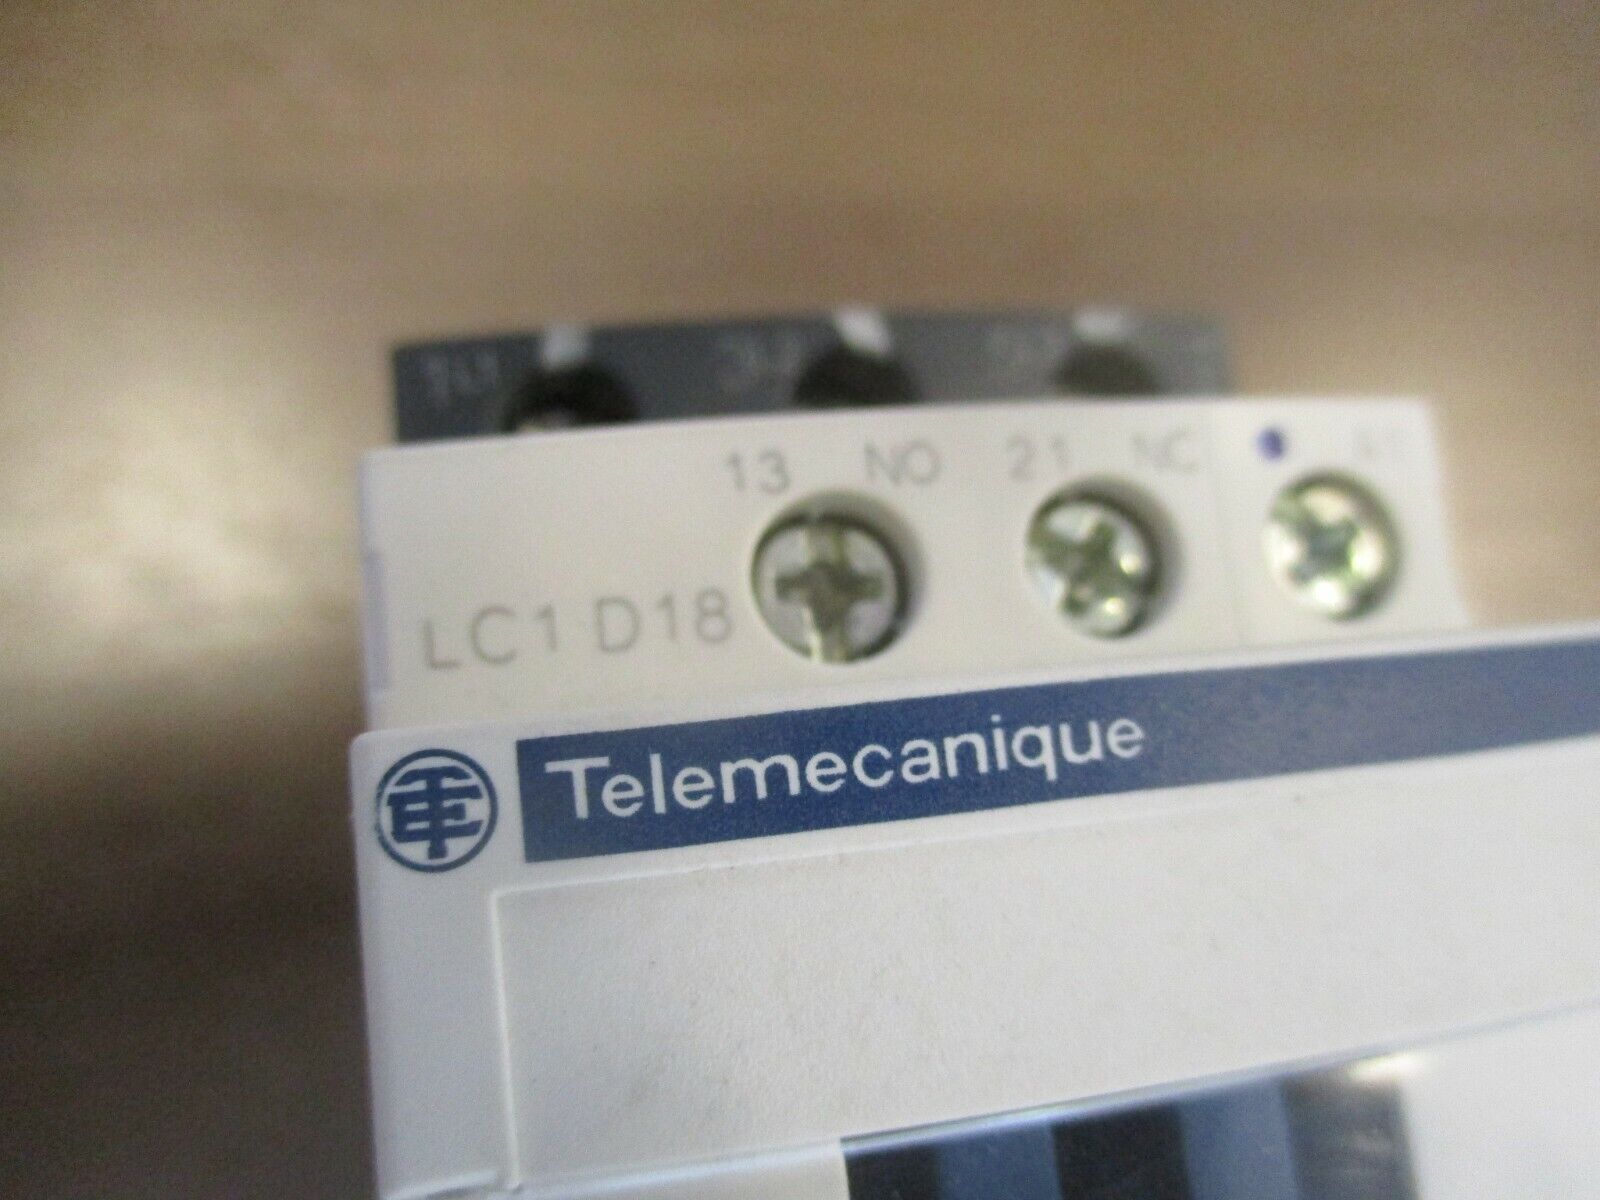 13 NO 21 NC
LC1 D18
Telemecanique